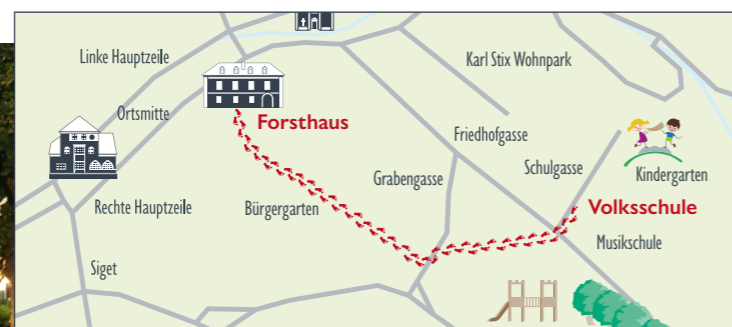 Linke Hauptzeile
Karl Stix Wohnpark
Ortsmitte
Forsthaus
Friedhofgasse
Schulgasse
Kindergarten
Grabengasse
Rechte Hauptzeile
Bürgergarten
Volksschule
Musikschule
Siget